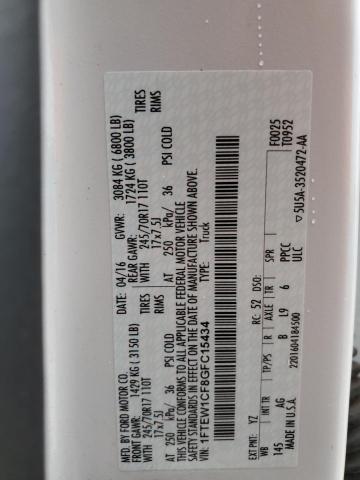 MFD. BY FORD MOTOR CO.
DATE: 04/16 GVWR: 3084 KG ( 6800 LB)
FRONT GAWR: 1429 KG ( 3150 LB) REAR GAWR: 1724 KG ( 3800 LB)
245/70R17 110T WITH 245/70R17 110T TIRES
17x7.5J WITH 17x7.5J RIMS
AT 250 kPa/ 36 PSI COLD AT 250 kPa/ 36 PSI COLD
THIS VEHICLE CONFORMS TO ALL APPLICABLE FEDERAL MOTOR VEHICLE
SAFETY STANDARDS IN EFFECT ON THE DATE OF MANUFACTURE SHOWN ABOVE.
VIN: 1FTEW1CF8GFC15434 TYPE: Truck
F0025
T0952
EXT PNT: YZ RC: 52 DSO:
WB INT TR TP/PS R AXLE TR SPR
145 AG B L9 6 PPCC
ULC
MADE IN U.S.A. 2201604184500 ▽5U5A-3520472-AA